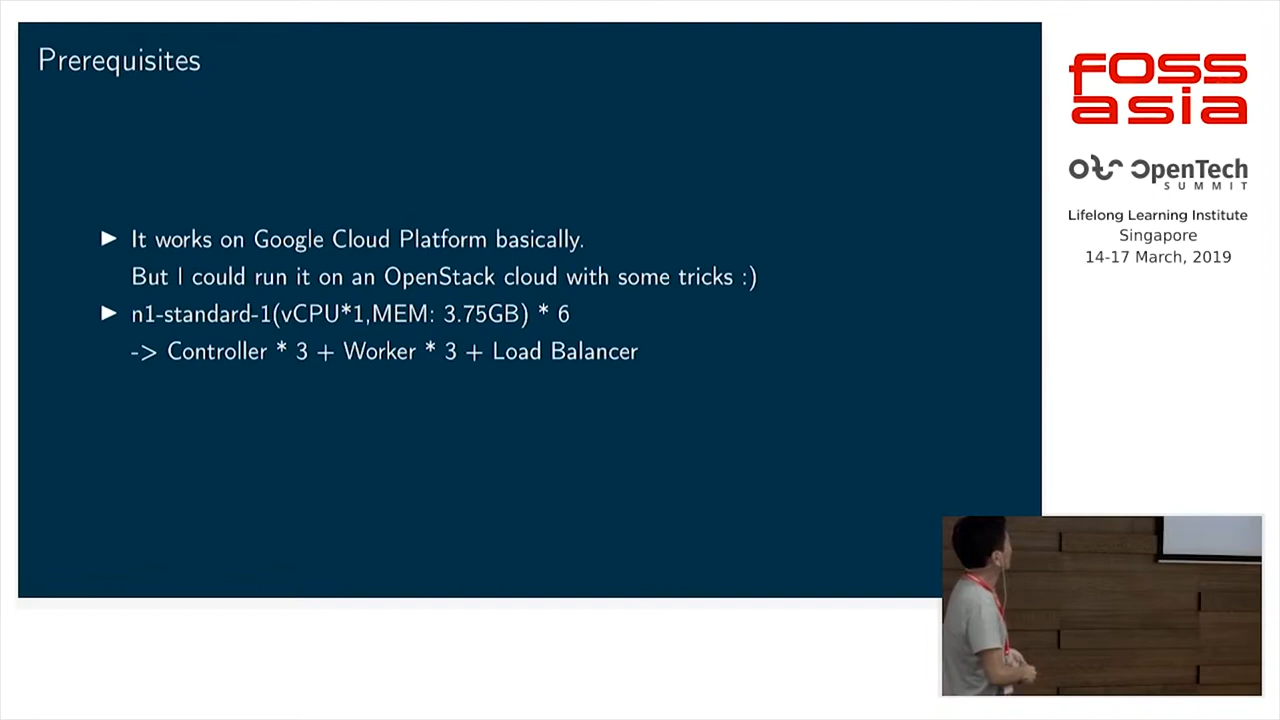 Prerequisites
► It works on Google Cloud Platform basically.
But I could run it on an OpenStack cloud with some tricks :)
► n1-standard-1(vCPU*1,MEM: 3.75GB) * 6
-> Controller * 3 + Worker * 3 + Load Balancer
fOSS
asia
OpenTech
SUMMIT
Lifelong Learning Institute
Singapore
14-17 March, 2019